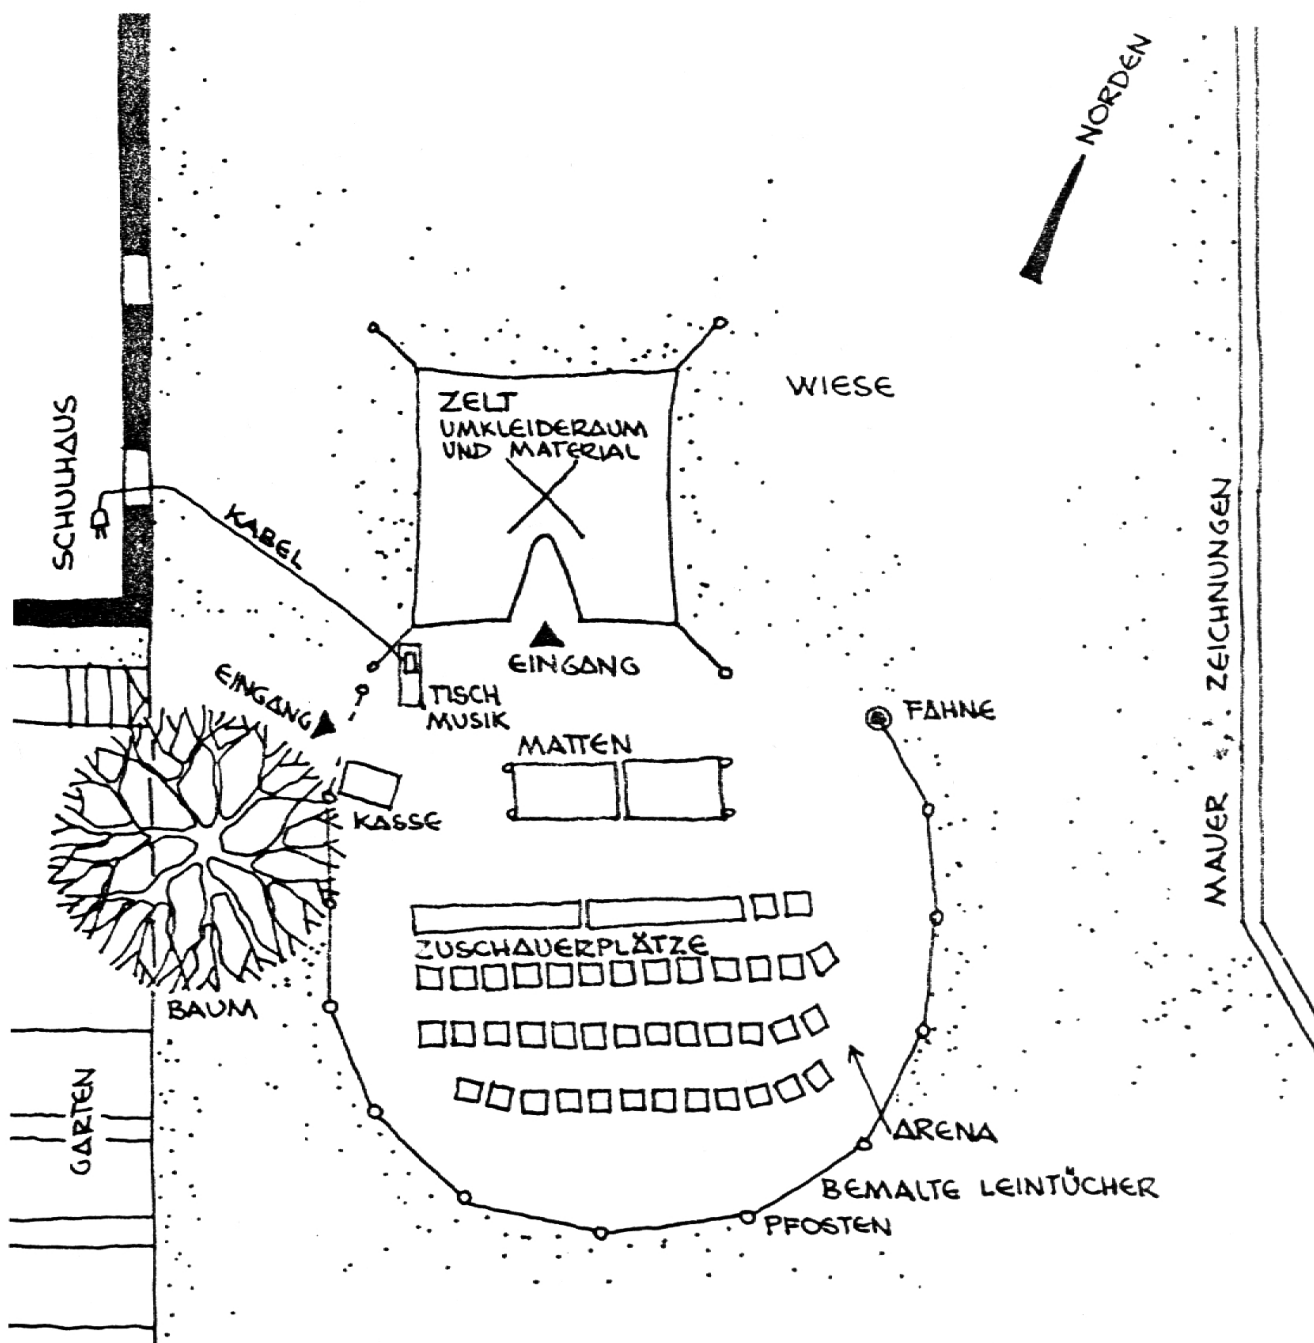 NORDEN
ZELT
UMKLEIDERAUM
UND MATERIAL
WIESE
SCHULHAUS
KABEL
MAUER
ZEICHNUNGEN
EINGANG
EINGANG
TISCH
MUSIK
FAHNE
MATTEN
KASSE
ZUSCHAUERPLÄTZE
BAUM
GARTEN
ARENA
BEMALTE LEINTÜCHER
PFOSTEN